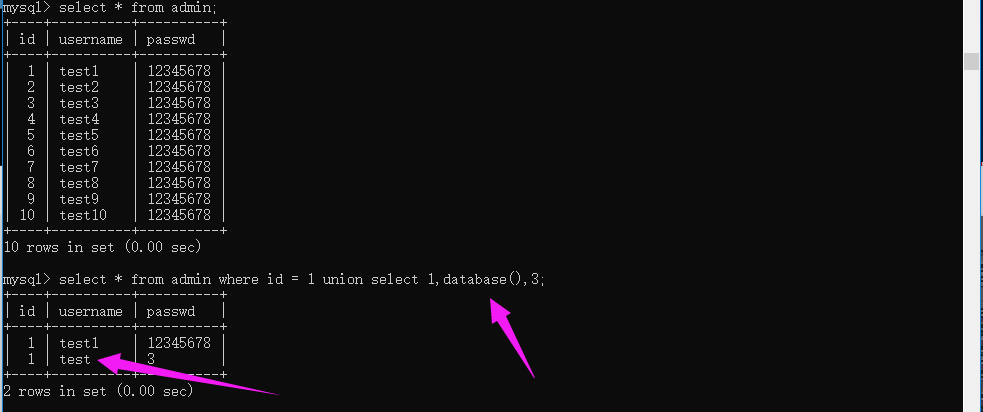 mysql> select * from admin;
+----+----------+----------+
| id | username | passwd   |
+----+----------+----------+
|  1 | test1    | 12345678 |
|  2 | test2    | 12345678 |
|  3 | test3    | 12345678 |
|  4 | test4    | 12345678 |
|  5 | test5    | 12345678 |
|  6 | test6    | 12345678 |
|  7 | test7    | 12345678 |
|  8 | test8    | 12345678 |
|  9 | test9    | 12345678 |
| 10 | test10   | 12345678 |
+----+----------+----------+
10 rows in set (0.00 sec)
mysql> select * from admin where id = 1 union select 1,database(),3;
+----+----------+----------+
| id | username | passwd   |
+----+----------+----------+
|  1 | test1    | 12345678 |
|  1 | test     | 3        |
+----+----------+----------+
2 rows in set (0.00 sec)